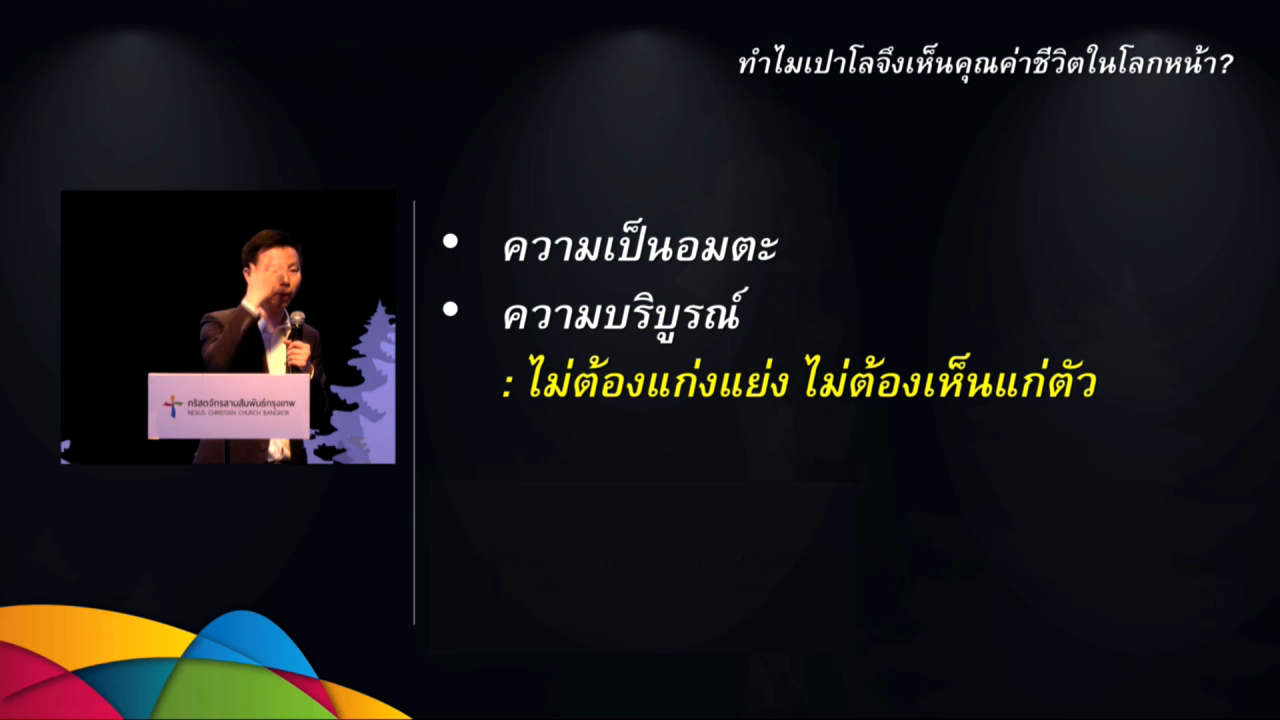 ทำไมเปาโลจึงเห็นคุณค่าชีวิตในโลกหน้า?
• ความเป็นอมตะ
• ความบริบูรณ์
: ไม่ต้องแก่งแย่ง ไม่ต้องเห็นแก่ตัว
คริสตจักรสานสัมพันธ์กรุงเทพ
NEXUS CHRISTIAN CHURCH BANGKOK